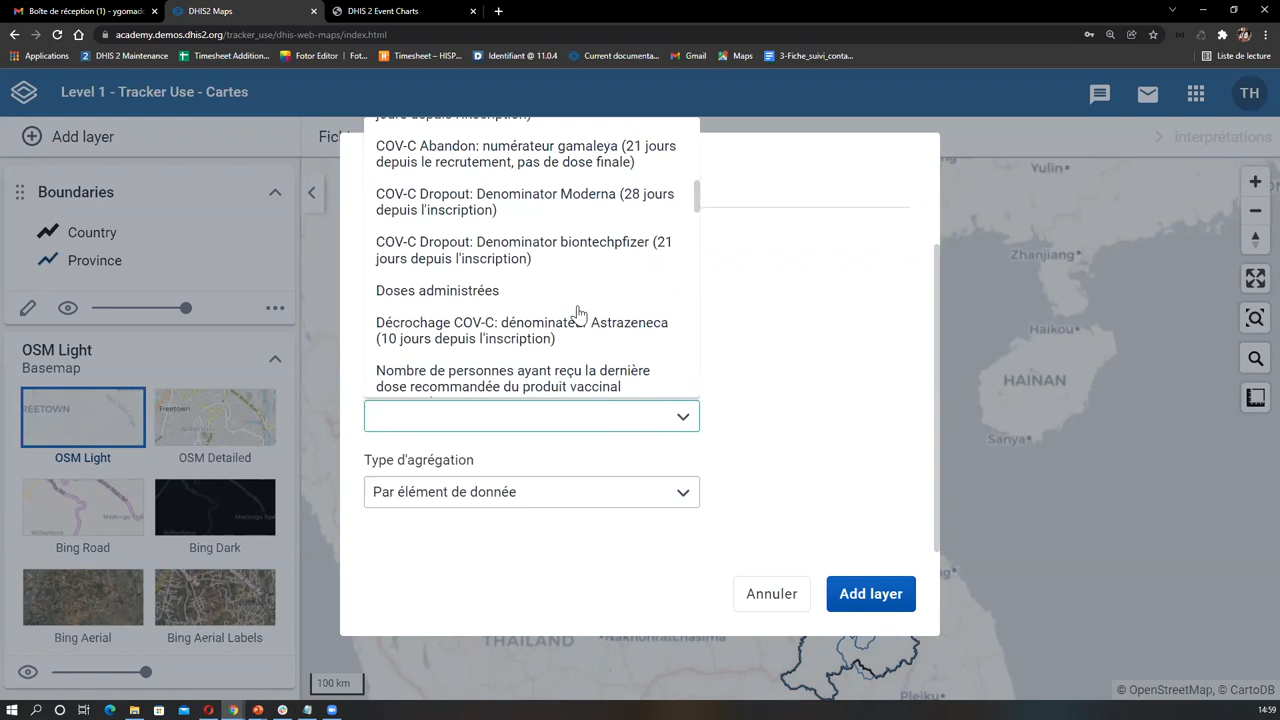 Boîte de réception (1) - ygomad
DHIS2 Maps
DHIS 2 Event Charts
academy.demos.dhis2.org/tracker_use/dhis-web-maps/index.html
Applications
DHIS 2 Maintenance
Timesheet Addition...
Fotor Editor | Fot...
Timesheet – HISP...
Identifiant @ 11.0.4
Current documenta...
Gmail
Maps
3-Fiche_suivi_conta...
Liste de lecture
Level 1 - Tracker Use - Cartes
TH
Add layer
Interprétations
Boundaries
Country
Province
OSM Light
Basemap
OSM Light
OSM Detailed
Bing Road
Bing Dark
Bing Aerial
Bing Aerial Labels
COV-C Abandon: numérateur gamaleya (21 jours
depuis le recrutement, pas de dose finale)
COV-C Dropout: Denominator Moderna (28 jours
depuis l'inscription)
COV-C Dropout: Denominator biontechpfizer (21
jours depuis l'inscription)
Doses administrées
Décrochage COV-C: dénominateur Astrazeneca
(10 jours depuis l'inscription)
Nombre de personnes ayant reçu la dernière
dose recommandée du produit vaccinal
Type d'agrégation
Par élément de donnée
Annuler
Add layer
Yulin
Zhanjiang
Haikou
HAINAN
Sanya
THAILAND
Nakhonratchasima
Pleiku
100 km
© OpenStreetMap, © CartoDB
14:59